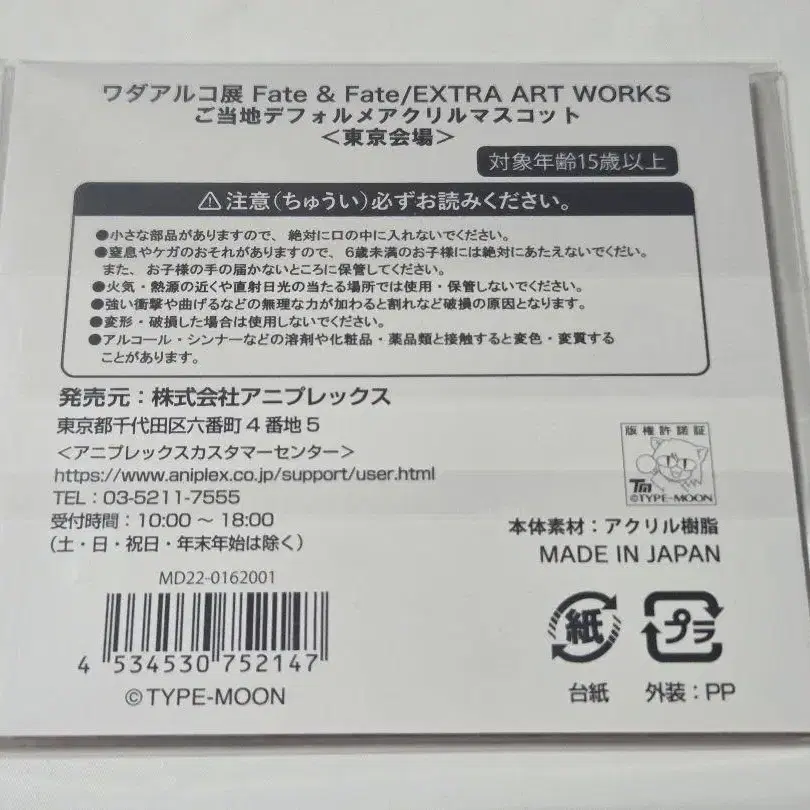 ワダアルコ展 Fate & Fate/EXTRA ART WORKS
ご当地デフォルメアクリルマスコット
＜東京会場＞
対象年齢15歳以上
⚠注意（ちゅうい）必ずお読みください。
●小さな部品がありますので、絶対に口の中に入れないでください。
●窒息やケガのおそれがありますので、6歳未満のお子様には絶対にあたえないでください。
また、お子様の手の届かないところに保管してください。
●火気・熱源の近くや直射日光の当たる場所では使用・保管しないでください。
●強い衝撃や曲げるなどの無理な力が加わると割れなど破損の原因となります。
●変形・破損した場合は使用しないでください。
●アルコール・シンナーなどの溶剤や化粧品・薬品類と接触すると変色・変質する
ことがあります。
発売元：株式会社アニプレックス
東京都千代田区六番町4番地5
＜アニプレックスカスタマーセンター＞
https://www.aniplex.co.jp/support/user.html
TEL：03-5211-7555
受付時間：10:00～18:00
（土・日・祝日・年末年始は除く）
MD22-0162001
4 534530 752147
©TYPE-MOON
版権許諾証
TM
©TYPE-MOON
本体素材：アクリル樹脂
MADE IN JAPAN
紙
プラ
台紙
外装：PP